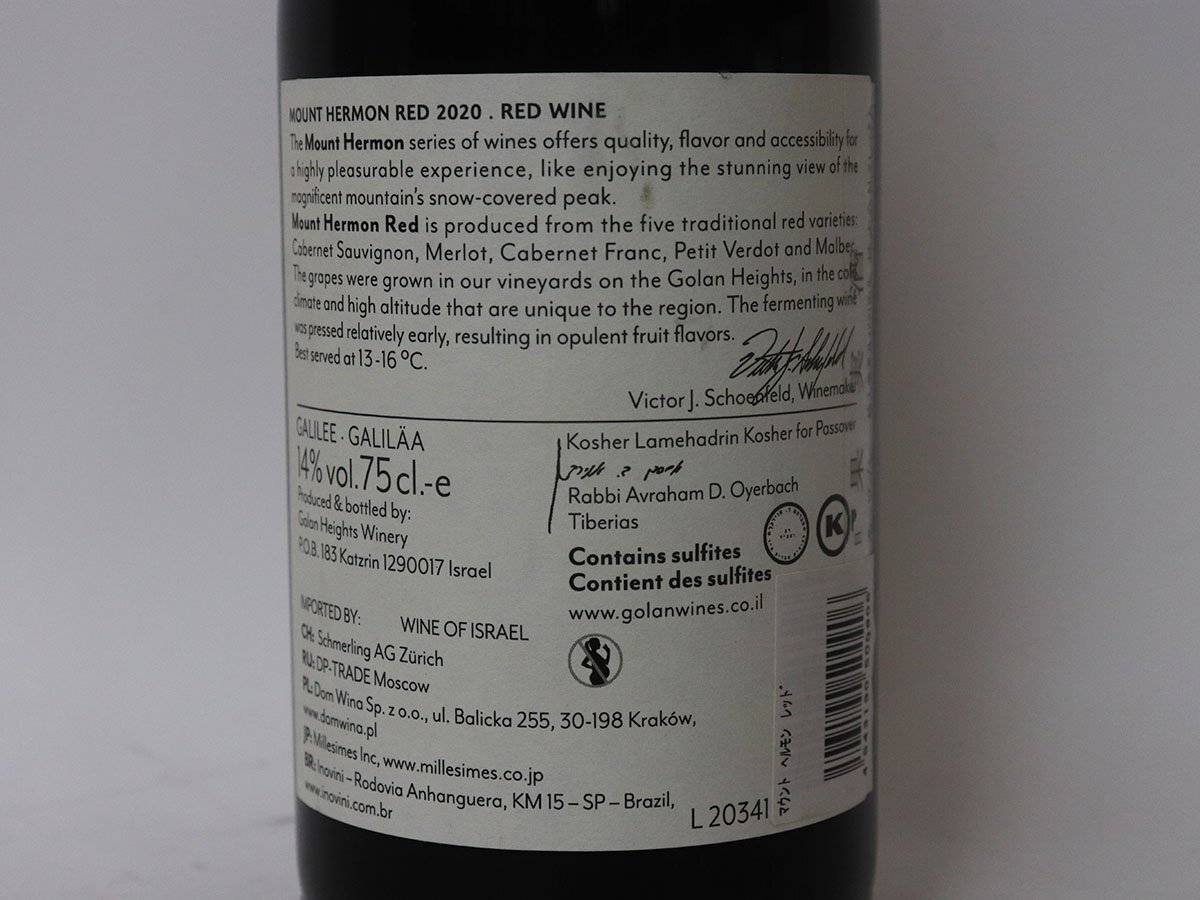 MOUNT HERMON RED 2020 . RED WINE
The Mount Hermon series of wines offers quality, flavor and accessibility for
a highly pleasurable experience, like enjoying the stunning view of the
magnificent mountain's snow-covered peak.
Mount Hermon Red is produced from the five traditional red varieties:
Cabernet Sauvignon, Merlot, Cabernet Franc, Petit Verdot and Malbec.
The grapes were grown in our vineyards on the Golan Heights, in the cold
climate and high altitude that are unique to the region. The fermenting wine
was pressed relatively early, resulting in opulent fruit flavors.
Best served at 13-16 °C.
Victor J. Schoenfeld, Winemaker
GALILEE · GALILÄA
14% vol. 75 cl.-e
Produced & bottled by:
Golan Heights Winery
P.O.B. 183 Katzrin 1290017 Israel
Kosher Lamehadrin Kosher for Passover
Rabbi Avraham D. Oyerbach
Tiberias
K
P
Contains sulfites
Contient des sulfites
www.golanwines.co.il
IMPORTED BY: WINE OF ISRAEL
CH: Schmerling AG Zürich
RU: DP-TRADE Moscow
PL: Dom Wina Sp. z o.o., ul. Balicka 255, 30-198 Kraków,
www.domwina.pl
JP: Millesimes Inc, www.millesimes.co.jp
BR: Inovini – Rodovia Anhanguera, KM 15 – SP – Brazil,
www.inovini.com.br
L 20341
マウント ヘルモン レッド